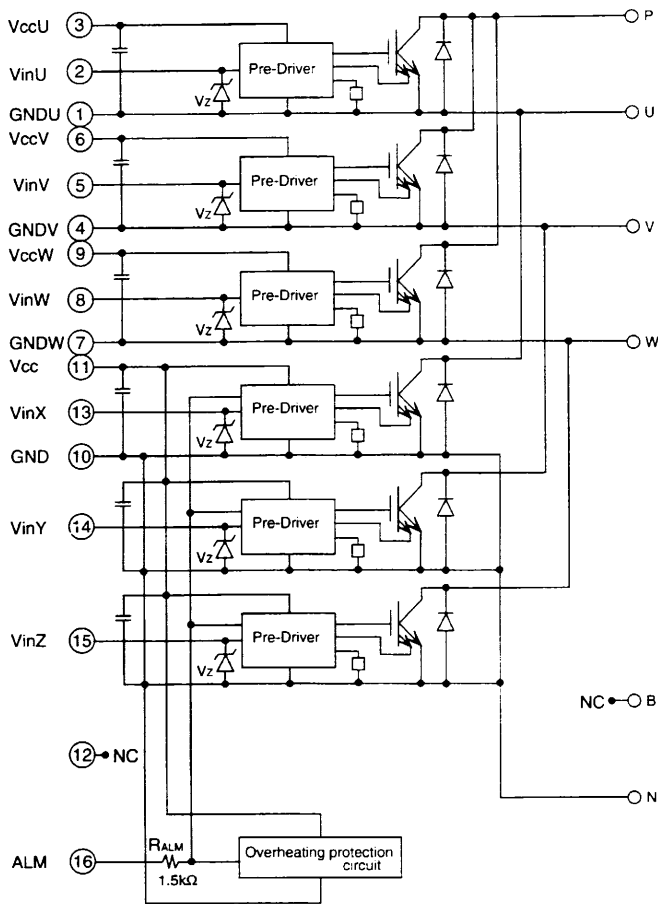 VccU 3 P
VinU 2 Pre-Driver
Vz
GNDU 1 U
VccV 6
VinV 5 Pre-Driver
Vz
GNDV 4 V
VccW 9
VinW 8 Pre-Driver
Vz
GNDW 7 W
Vcc 11
VinX 13 Pre-Driver
Vz
GND 10
VinY 14 Pre-Driver
Vz
VinZ 15 Pre-Driver
Vz
NC B
12 NC
N
RALM
ALM 16 Overheating protection
circuit
1.5kΩ